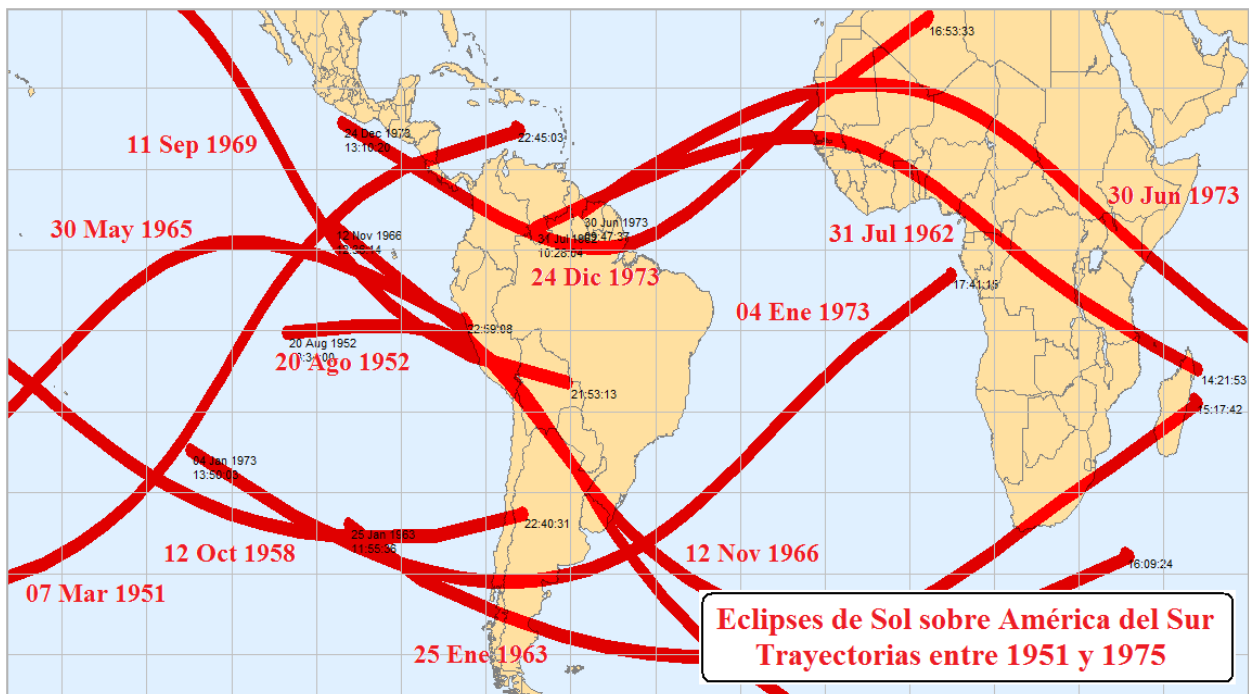 16:53:33
11 Sep 1969
24 Dec 1973
13:10:20
22:45:03
30 May 1965
30 Jun 1973
30 Jun 1973
09:47:37
12 Nov 1966
31 Jul 1962
31 Jul 1962
10:28:04
24 Dic 1973
17:41:15
04 Ene 1973
22:59:08
20 Aug 1952
20 Ago 1952
21:53:13
14:21:53
15:17:42
04 Jan 1973
13:50:03
22:40:31
25 Jan 1963
11:55:36
12 Oct 1958
12 Nov 1966
16:09:24
07 Mar 1951
25 Ene 1963
Eclipses de Sol sobre América del Sur
Trayectorias entre 1951 y 1975